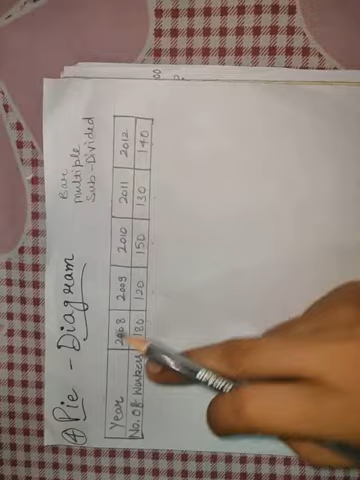 ④ Pie - Diagram
Bar
Multiple
Sub-Divided
Year 2008 2009 2010 2011 2012
No. Of Workers 180 120 150 130 140